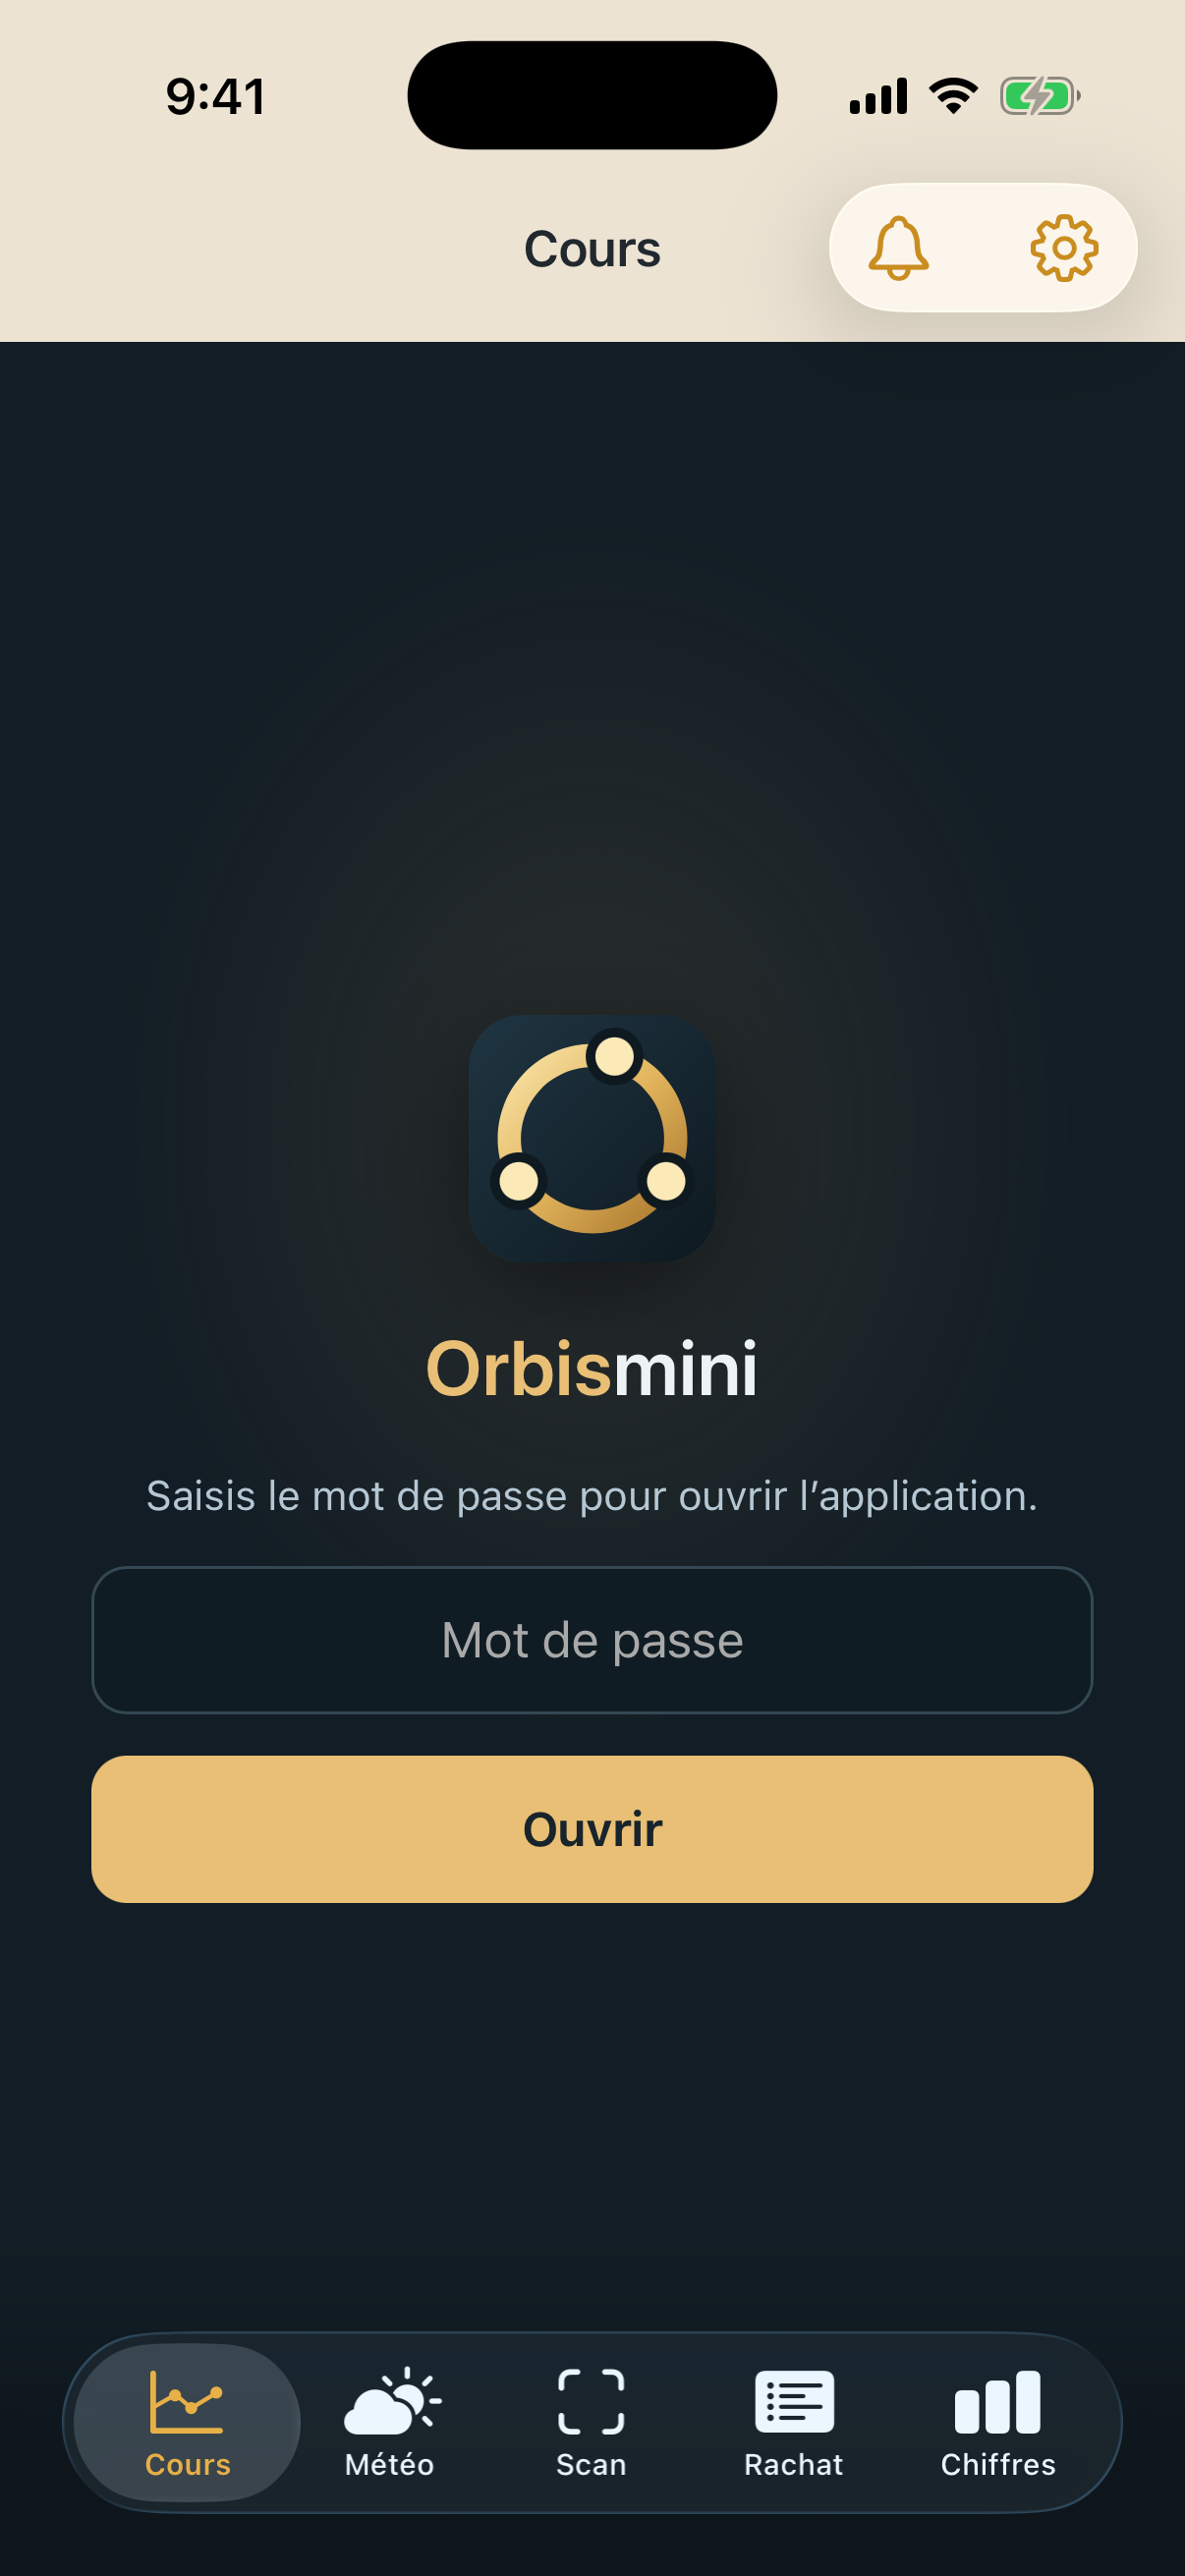 9:41
Cours
Orbismini
Saisis le mot de passe pour ouvrir l’application.
Mot de passe
Ouvrir
Cours
Météo
Scan
Rachat
Chiffres